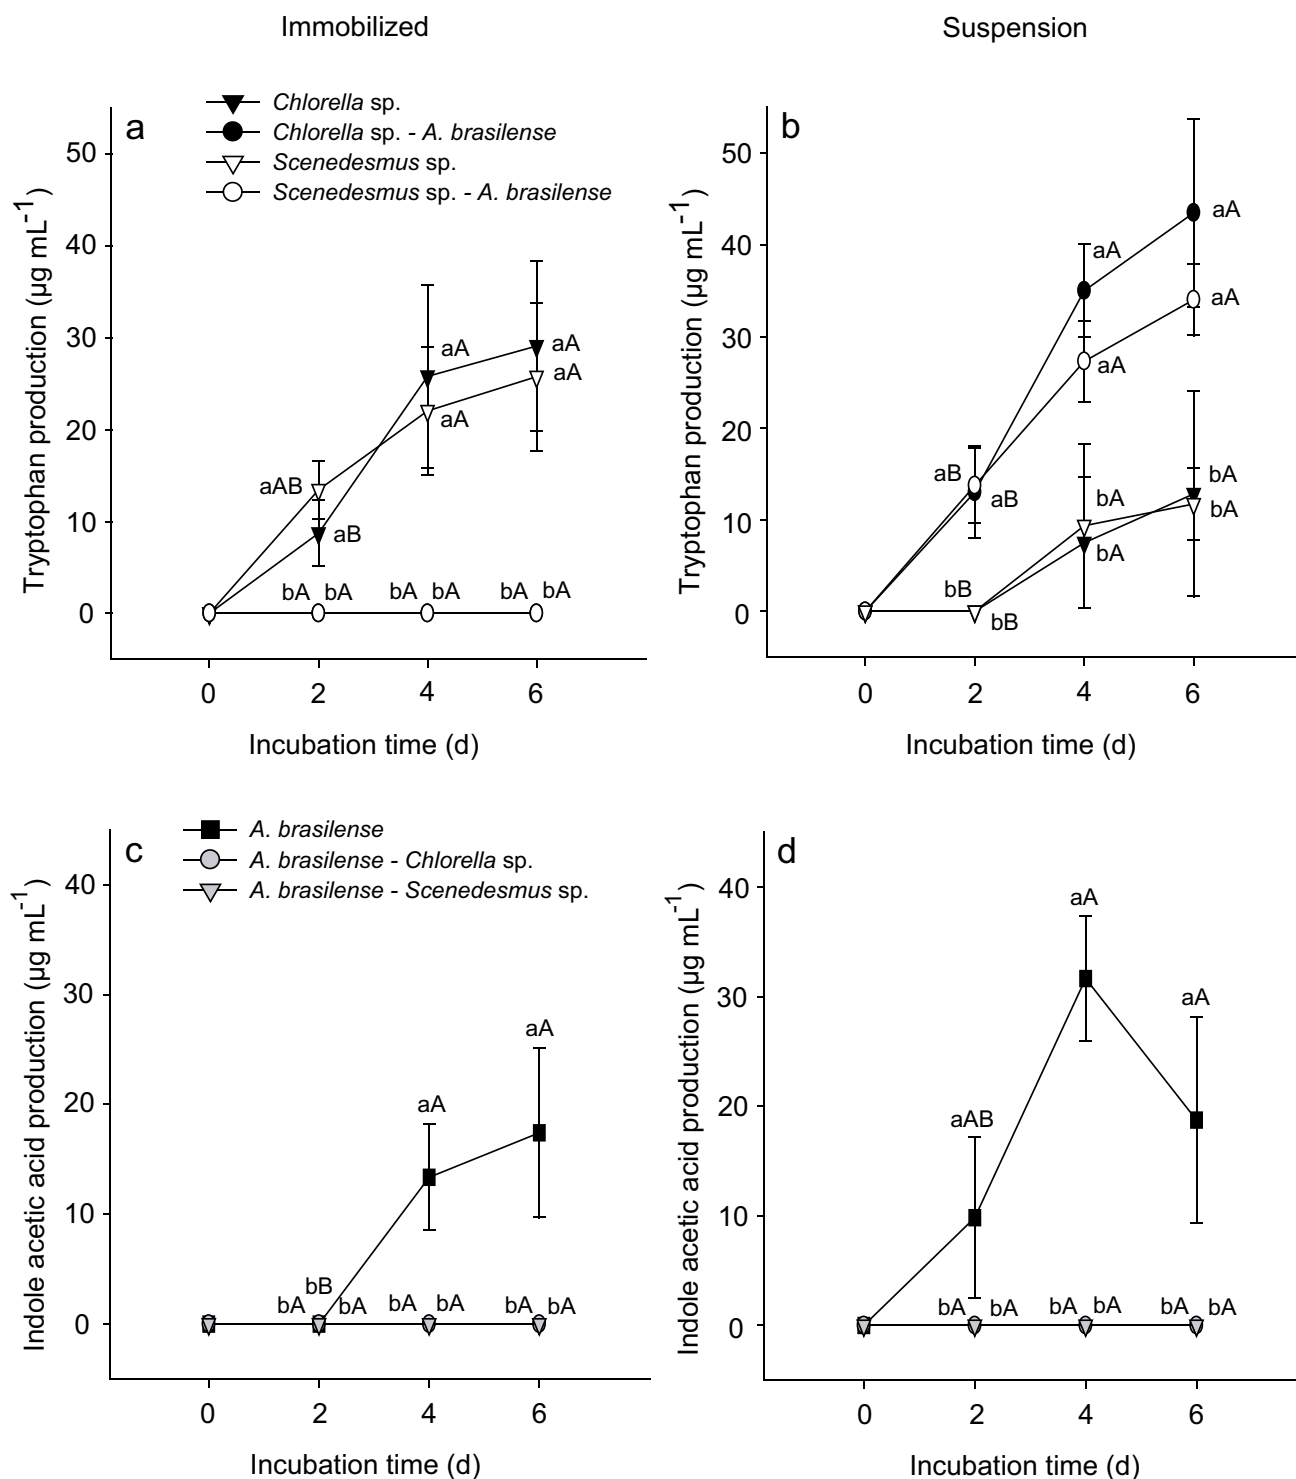 Immobilized
Suspension
a
Chlorella sp.
Chlorella sp. - A. brasilense
Scenedesmus sp.
Scenedesmus sp. - A. brasilense
Tryptophan production (µg mL-1)
50
40
30
20
10
0
aAB
aB
aA
aA
aA
aA
bA bA bA bA bA bA
0 2 4 6
Incubation time (d)
b
Tryptophan production (µg mL-1)
50
40
30
20
10
0
aB
aB
aA
aA
aA
aA
bB
bB
bA
bA
bA
bA
0 2 4 6
Incubation time (d)
c
A. brasilense
A. brasilense - Chlorella sp.
A. brasilense - Scenedesmus sp.
Indole acetic acid production (µg mL-1)
40
30
20
10
0
aA
aA
bB
bA bA bA bA bA bA
0 2 4 6
Incubation time (d)
d
Indole acetic acid production (µg mL-1)
40
30
20
10
0
aA
aA
aAB
bA bA bA bA bA bA
0 2 4 6
Incubation time (d)